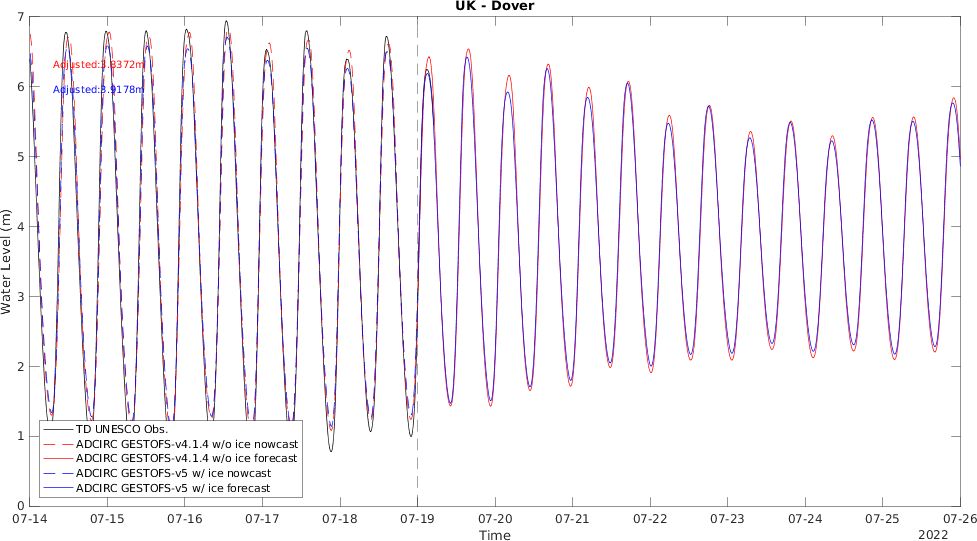 UK - Dover
7
6
5
4
3
2
1
0
Water Level (m)
Adjusted:3.8372m
Adjusted:3.9178m
TD UNESCO Obs.
ADCIRC GESTOFS-v4.1.4 w/o ice nowcast
ADCIRC GESTOFS-v4.1.4 w/o ice forecast
ADCIRC GESTOFS-v5 w/ ice nowcast
ADCIRC GESTOFS-v5 w/ ice forecast
07-14 07-15 07-16 07-17 07-18 07-19 07-20 07-21 07-22 07-23 07-24 07-25 07-26
Time
2022